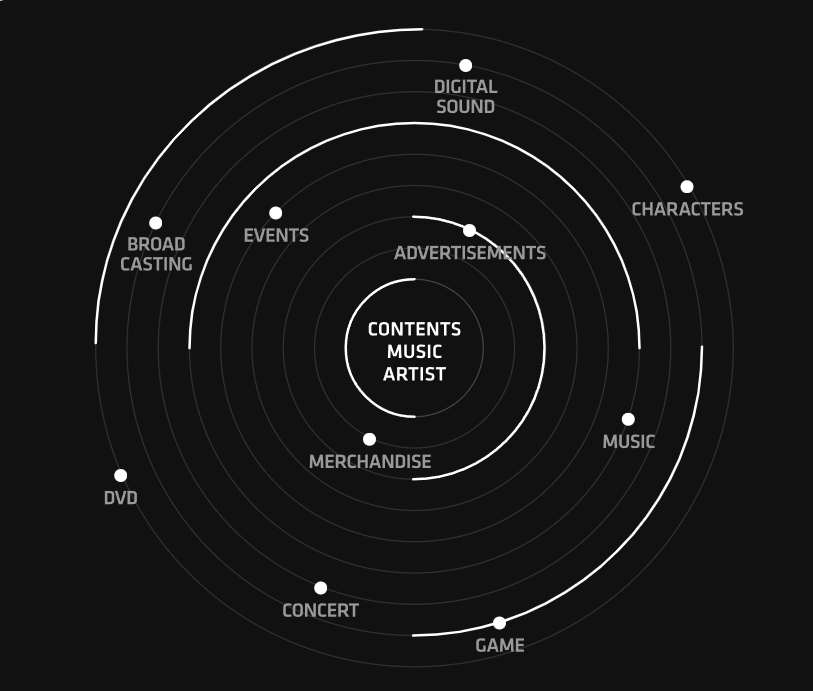 DIGITAL
SOUND
CHARACTERS
EVENTS
BROAD
CASTING
ADVERTISEMENTS
CONTENTS
MUSIC
ARTIST
MUSIC
MERCHANDISE
DVD
CONCERT
GAME